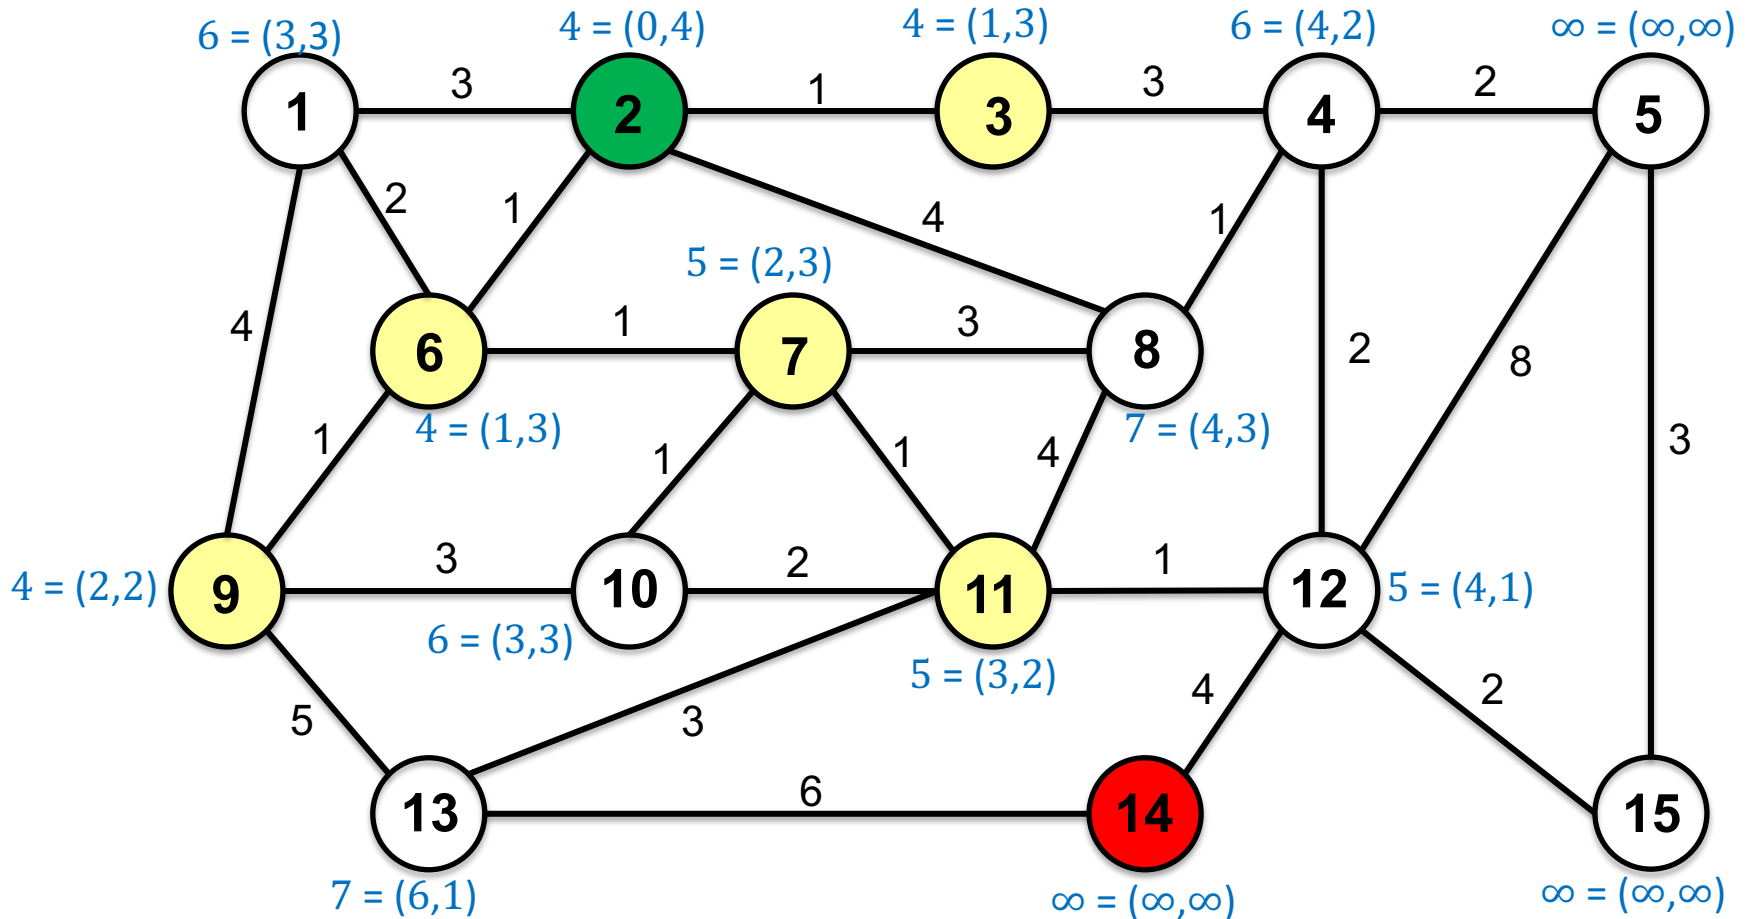 6 = (3,3)
4 = (0,4)
4 = (1,3)
6 = (4,2)
∞ = (∞,∞)
1
3
2
1
3
3
4
2
5
2
1
4
1
5 = (2,3)
4
6
1
7
3
8
2
8
3
4 = (1,3)
7 = (4,3)
1
1
1
4
4 = (2,2)
9
3
10
2
11
1
12
5 = (4,1)
6 = (3,3)
5 = (3,2)
5
3
4
2
13
6
14
15
7 = (6,1)
∞ = (∞,∞)
∞ = (∞,∞)